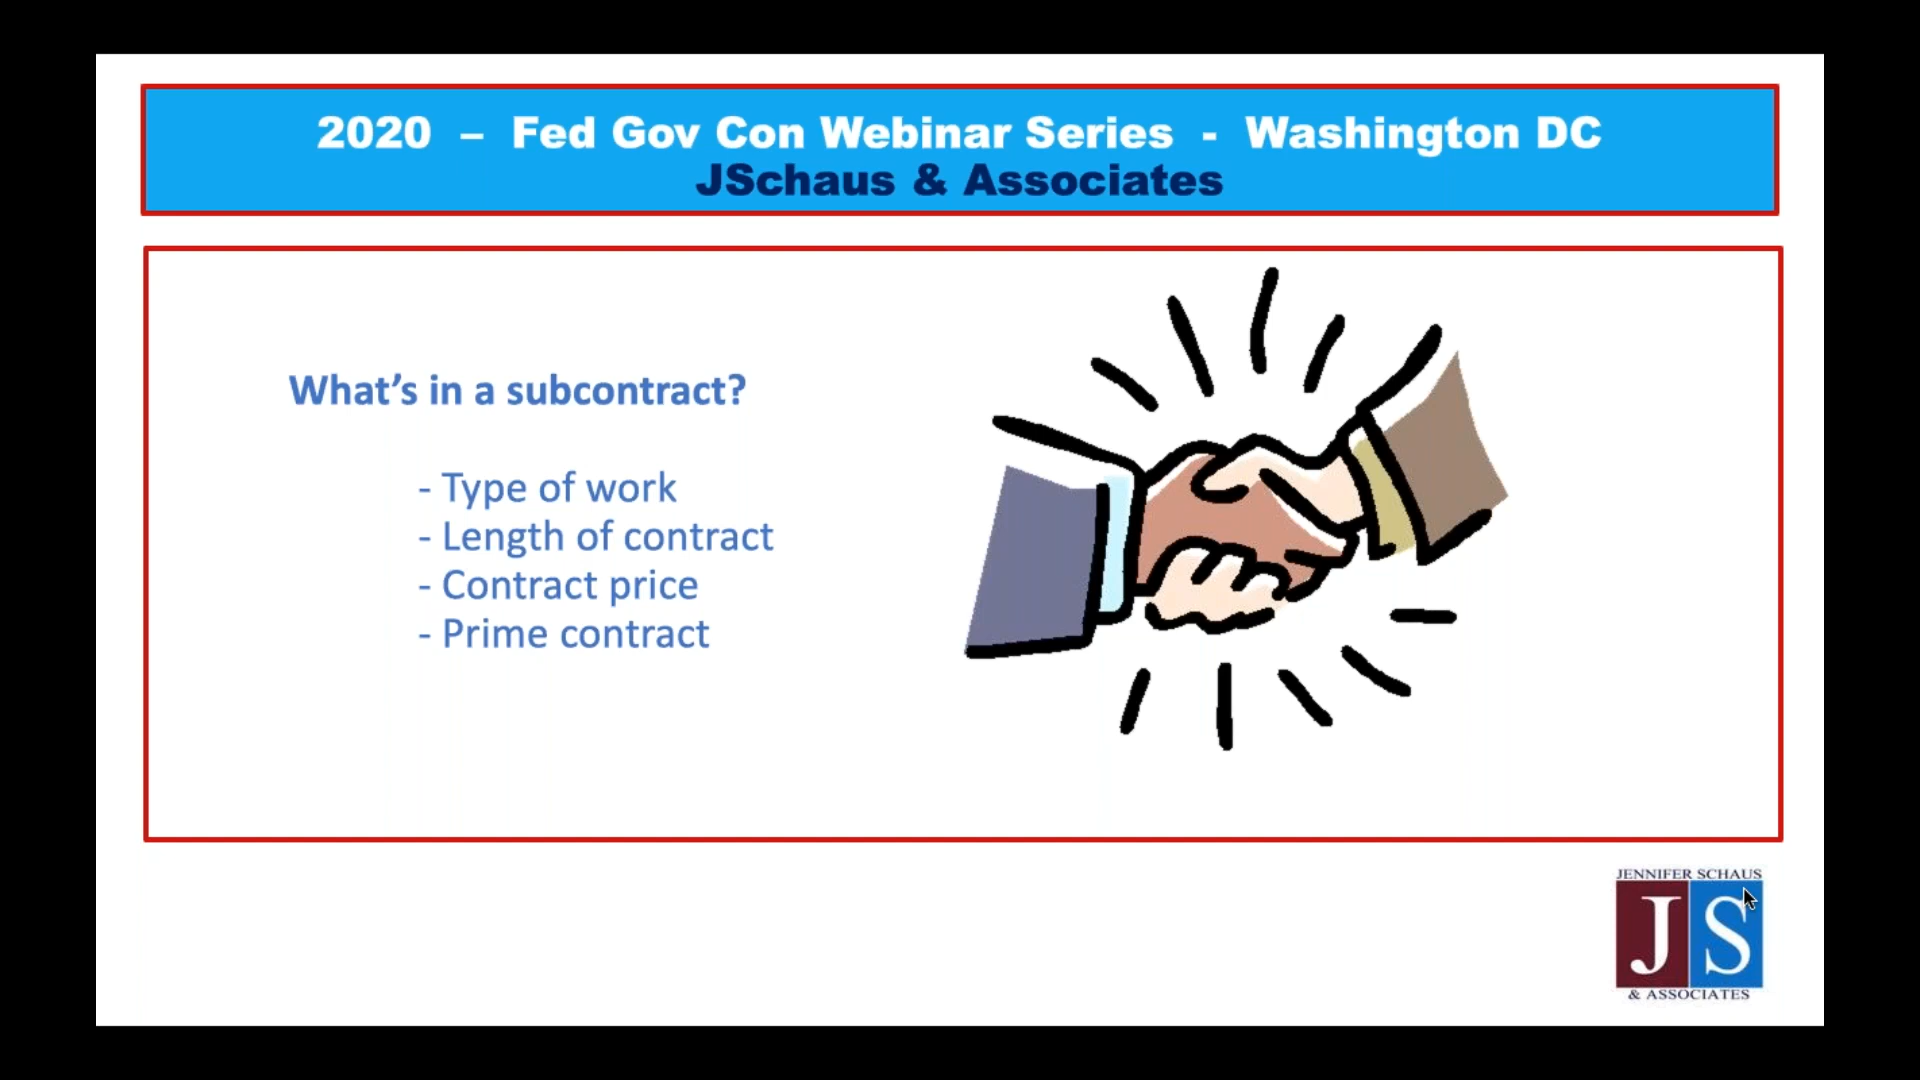 2020 – Fed Gov Con Webinar Series - Washington DC
JSchaus & Associates
What’s in a subcontract?
- Type of work
- Length of contract
- Contract price
- Prime contract
JENNIFER SCHAUS
JS
& ASSOCIATES